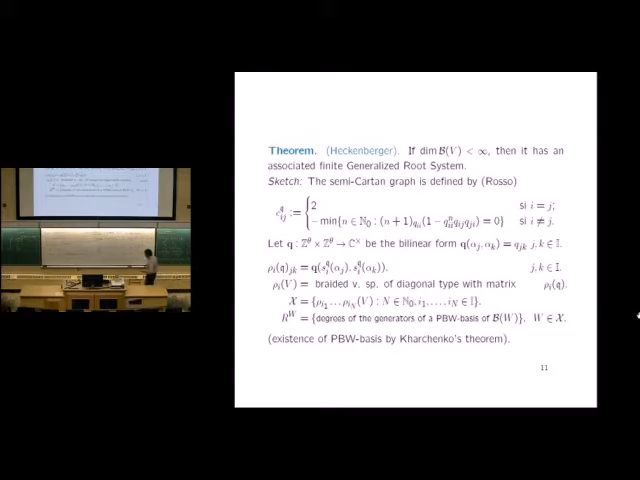 Theorem. (Heckenberger). If dim B(V) < ∞, then it has an
associated finite Generalized Root System.
Sketch: The semi-Cartan graph is defined by (Rosso)
c^q_ij := { 2 si i = j;
− min{n ∈ ℕ₀ : (n + 1)_{q_ii}(1 − q^n_ii q_ij q_ji) = 0} si i ≠ j.
Let q : ℤ^θ × ℤ^θ → ℂ^× be the bilinear form q(α_j, α_k) = q_jk j, k ∈ 𝕀.
ρ_i(q)_jk = q(s^q_i(α_j), s^q_i(α_k)). j, k ∈ 𝕀.
ρ_i(V) = braided v. sp. of diagonal type with matrix ρ_i(q).
𝒳 = {ρ_{i_1} … ρ_{i_N}(V) : N ∈ ℕ₀, i_1, …, i_N ∈ 𝕀}.
R^W = {degrees of the generators of a PBW-basis of B(W)}, W ∈ 𝒳.
(existence of PBW-basis by Kharchenko's theorem).
11